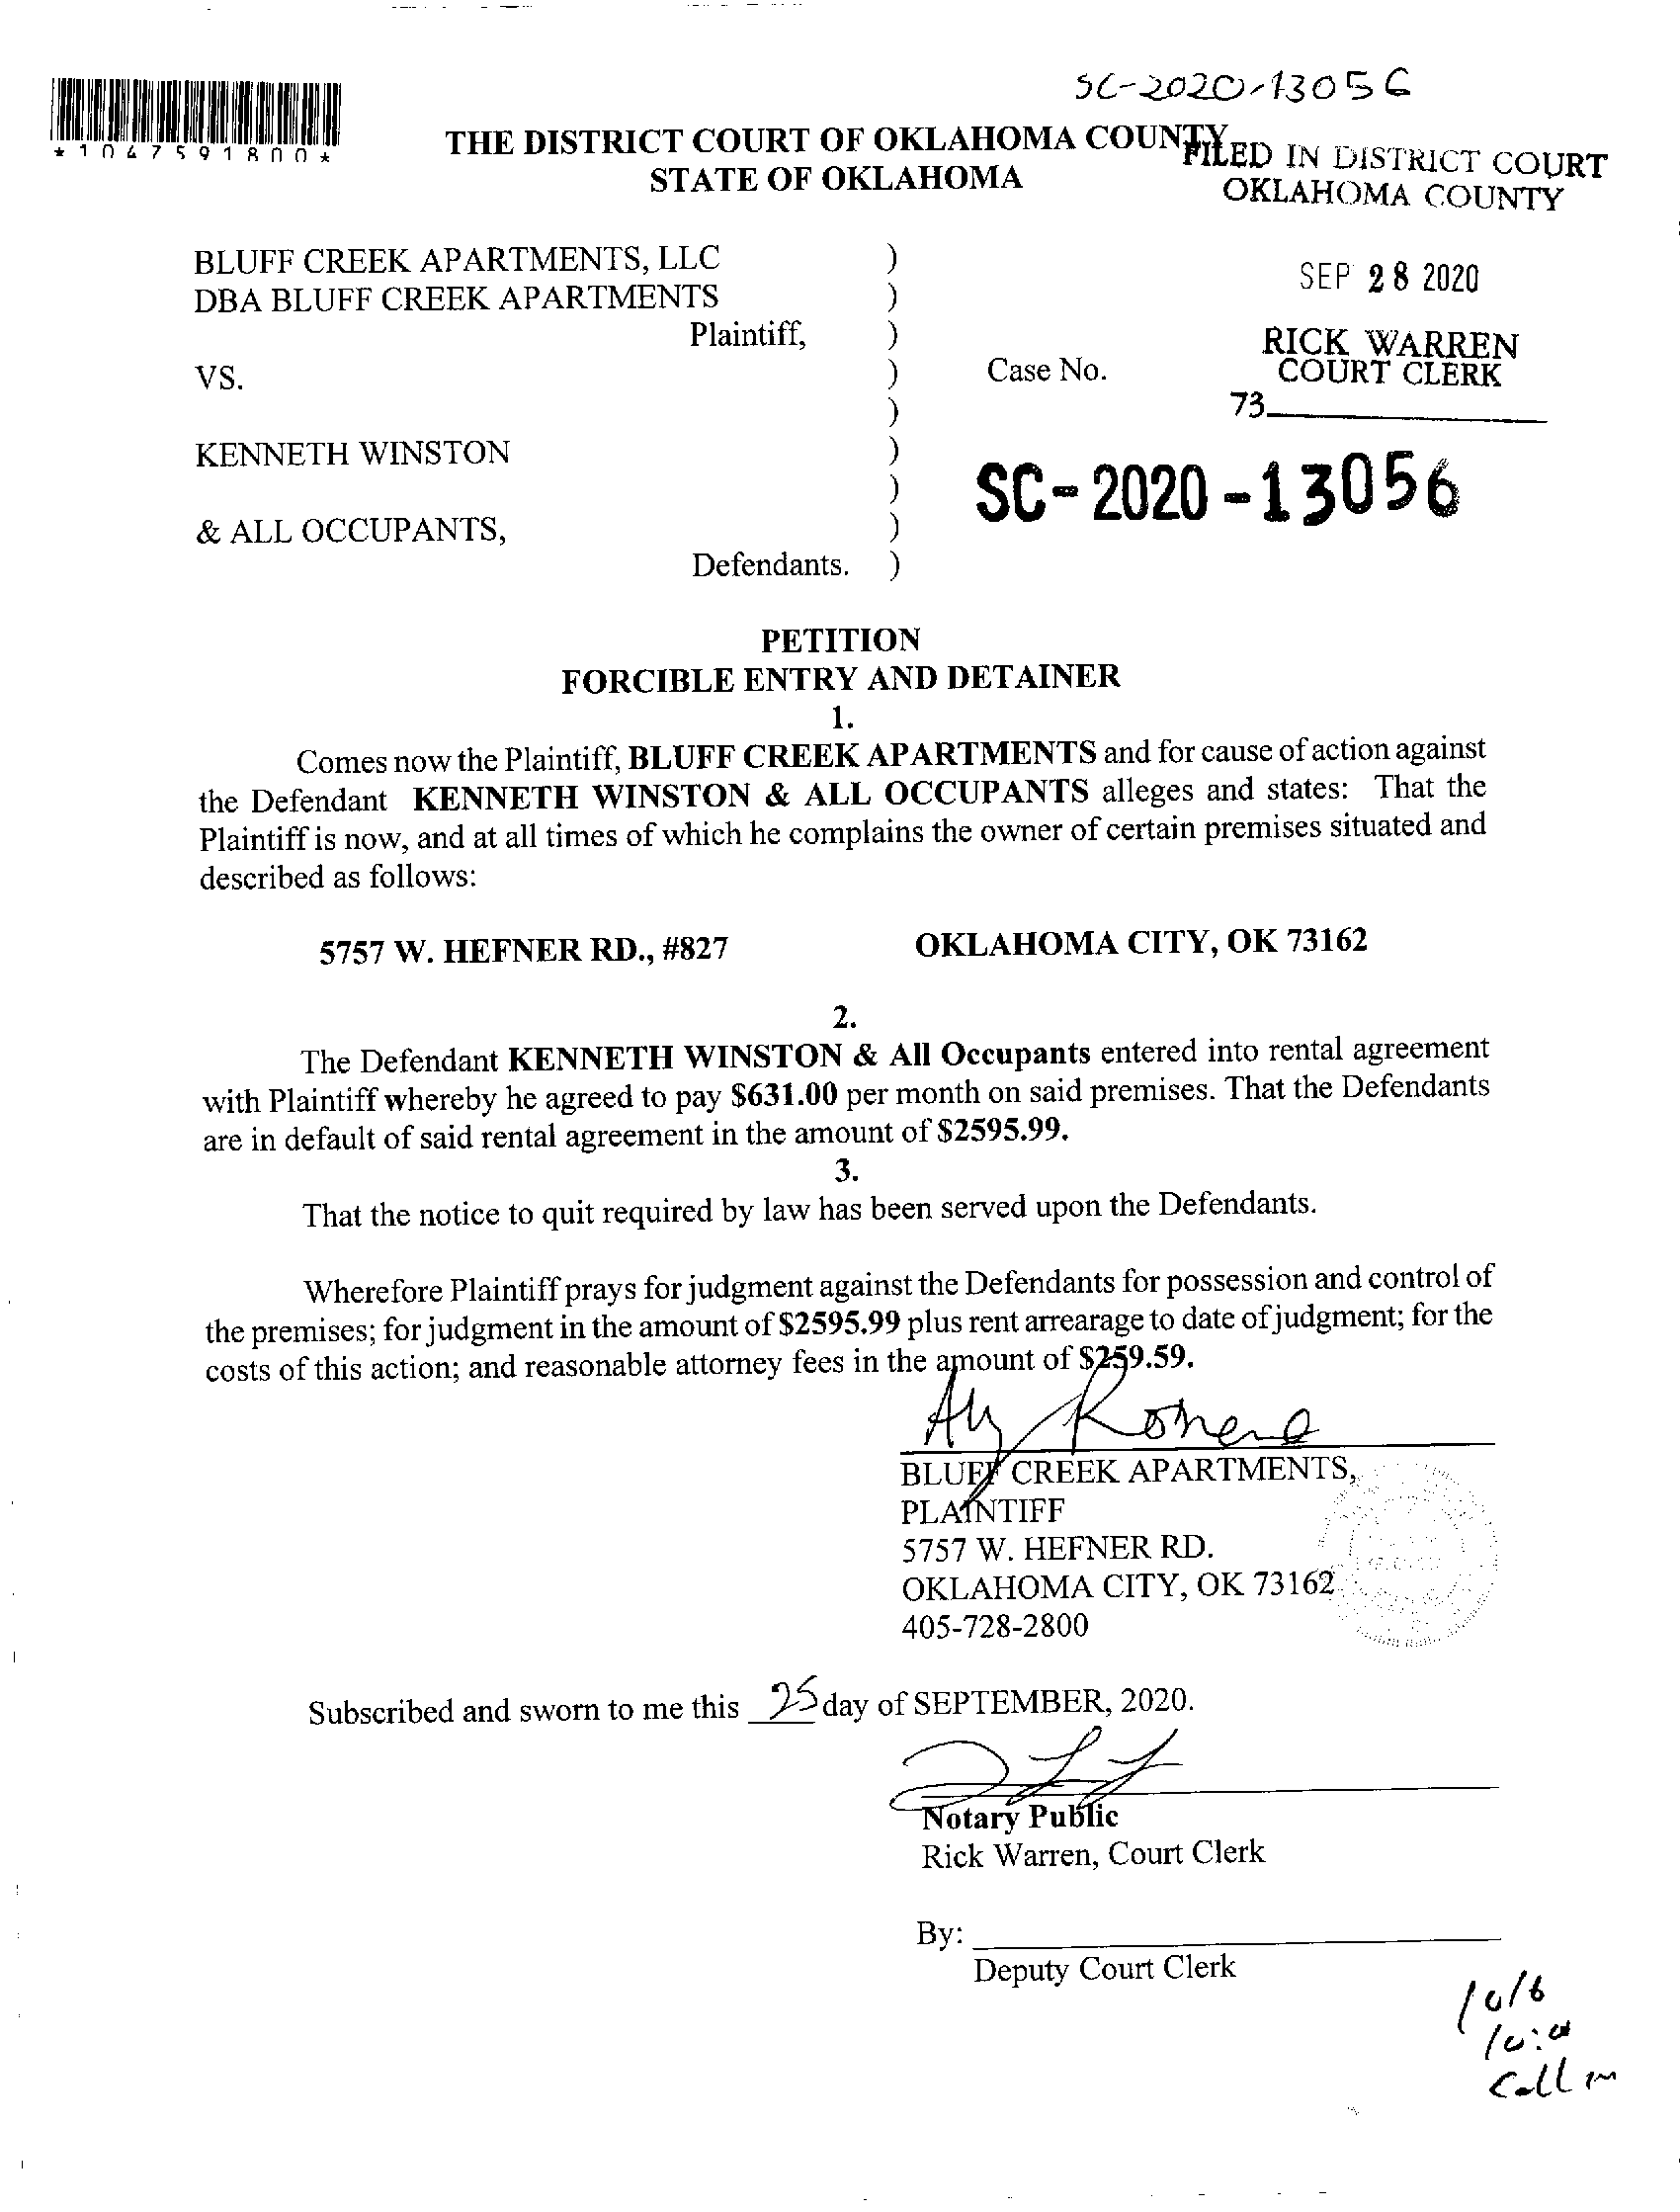 SC-2020-13056
*1047591800*
THE DISTRICT COURT OF OKLAHOMA COUNTY
STATE OF OKLAHOMA
FILED IN DISTRICT COURT
OKLAHOMA COUNTY
SEP 28 2020
RICK WARREN
COURT CLERK
73
BLUFF CREEK APARTMENTS, LLC )
DBA BLUFF CREEK APARTMENTS )
Plaintiff, )
VS. ) Case No.
)
KENNETH WINSTON )
) SC-2020-13056
& ALL OCCUPANTS, )
Defendants. )
PETITION
FORCIBLE ENTRY AND DETAINER
1.
Comes now the Plaintiff, BLUFF CREEK APARTMENTS and for cause of action against
the Defendant KENNETH WINSTON & ALL OCCUPANTS alleges and states: That the
Plaintiff is now, and at all times of which he complains the owner of certain premises situated and
described as follows:
5757 W. HEFNER RD., #827 OKLAHOMA CITY, OK 73162
2.
The Defendant KENNETH WINSTON & All Occupants entered into rental agreement
with Plaintiff whereby he agreed to pay $631.00 per month on said premises. That the Defendants
are in default of said rental agreement in the amount of $2595.99.
3.
That the notice to quit required by law has been served upon the Defendants.
Wherefore Plaintiff prays for judgment against the Defendants for possession and control of
the premises; for judgment in the amount of $2595.99 plus rent arrearage to date of judgment; for the
costs of this action; and reasonable attorney fees in the amount of $259.59.
BLUFF CREEK APARTMENTS,
PLAINTIFF
5757 W. HEFNER RD.
OKLAHOMA CITY, OK 73162
405-728-2800
Subscribed and sworn to me this 25 day of SEPTEMBER, 2020.
Notary Public
Rick Warren, Court Clerk
By:
Deputy Court Clerk
10/6
Call in